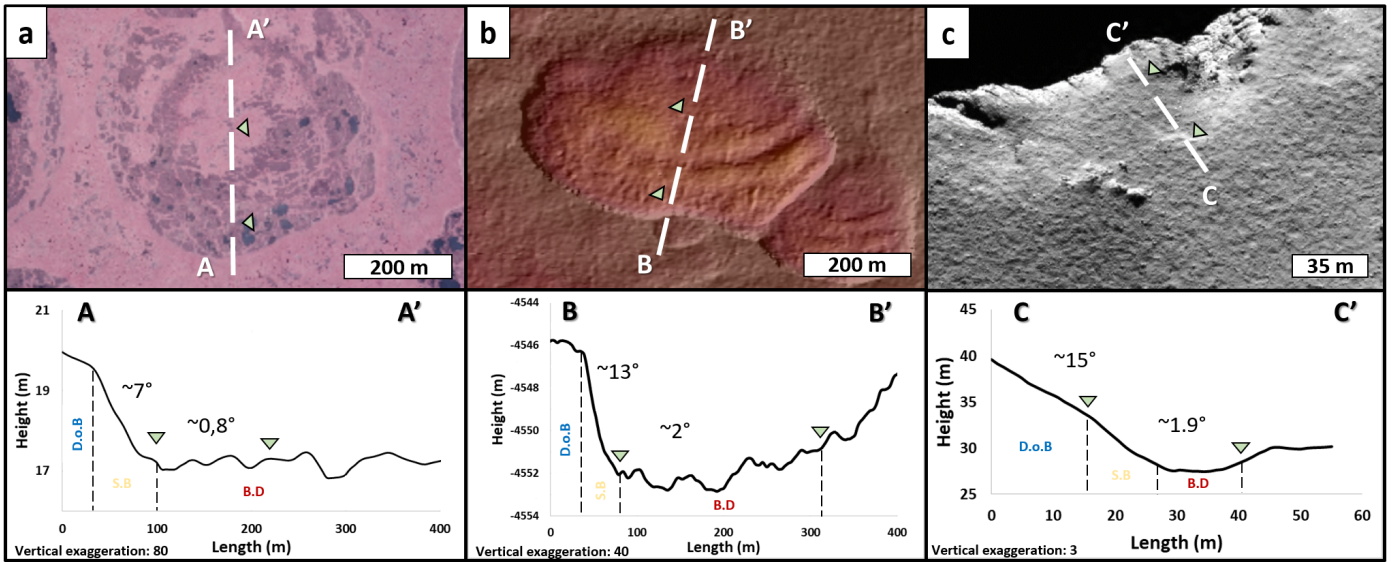 a
A’
A
200 m
b
B’
B
200 m
c
C’
C
35 m
A
A’
21
19
17
Height (m)
~7°
~0,8°
D.o.B
S.B
B.D
0
100
200
300
400
Length (m)
Vertical exaggeration: 80
B
B’
-4544
-4546
-4548
-4550
-4552
-4554
Height (m)
~13°
~2°
D.o.B
S.B
B.D
0
100
200
300
400
Length (m)
Vertical exaggeration: 40
C
C’
45
40
35
30
25
Height (m)
~15°
~1.9°
D.o.B
S.B
B.D
0
10
20
30
40
50
60
Length (m)
Vertical exaggeration: 3